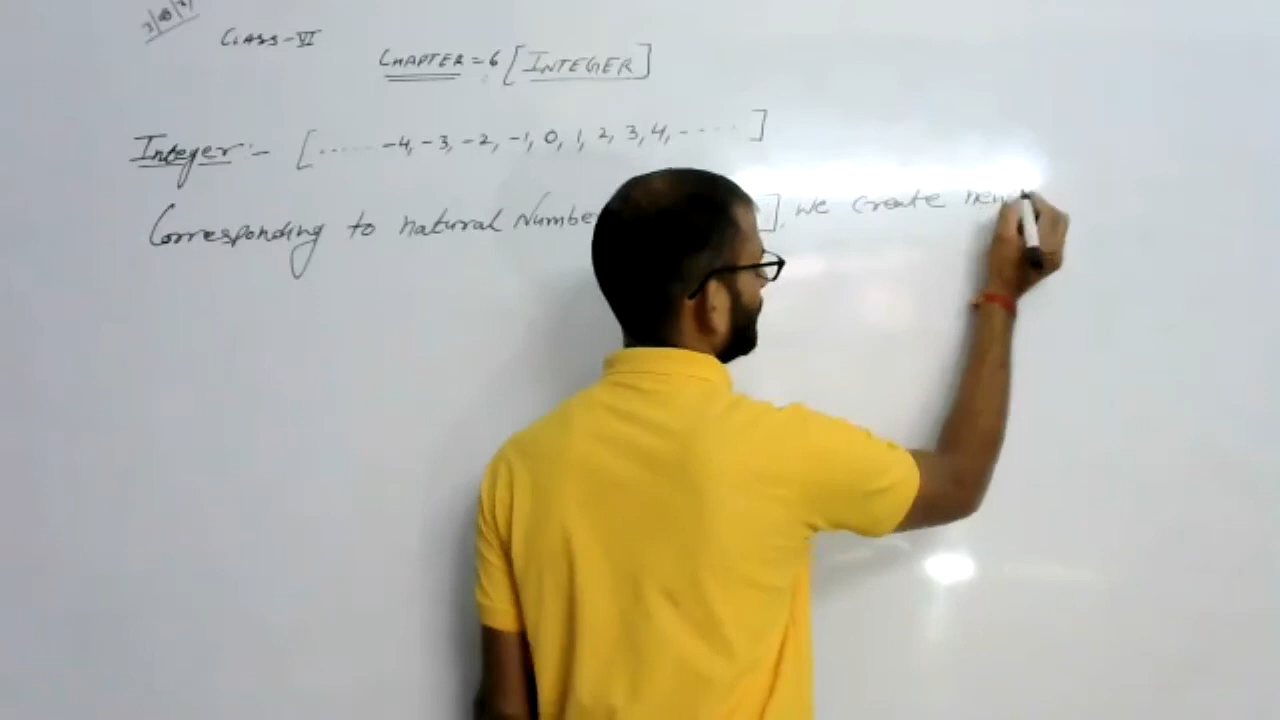 CLASS-VI
CHAPTER = 6 [INTEGER]
Integer:- [..... -4, -3, -2, -1, 0, 1, 2, 3, 4, -....]
Corresponding to natural Number ], we create new